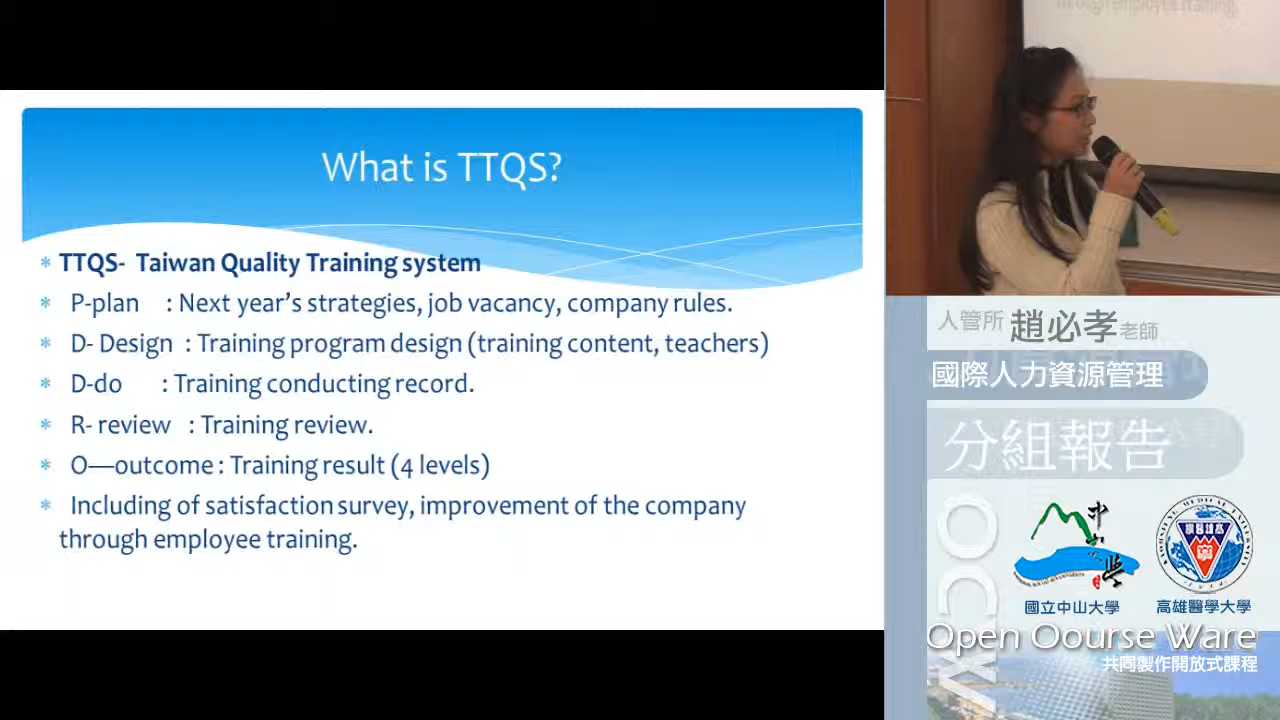 What is TTQS?
TTQS- Taiwan Quality Training system
P-plan : Next year's strategies, job vacancy, company rules.
D- Design : Training program design (training content, teachers)
D-do : Training conducting record.
R- review : Training review.
O—outcome : Training result (4 levels)
Including of satisfaction survey, improvement of the company
through employee training.
through employee training.
人管所 趙必孝老師
國際人力資源管理
分組報告
OCW
國立中山大學
高雄醫學大學
Open Oourse Ware
共同製作開放式課程